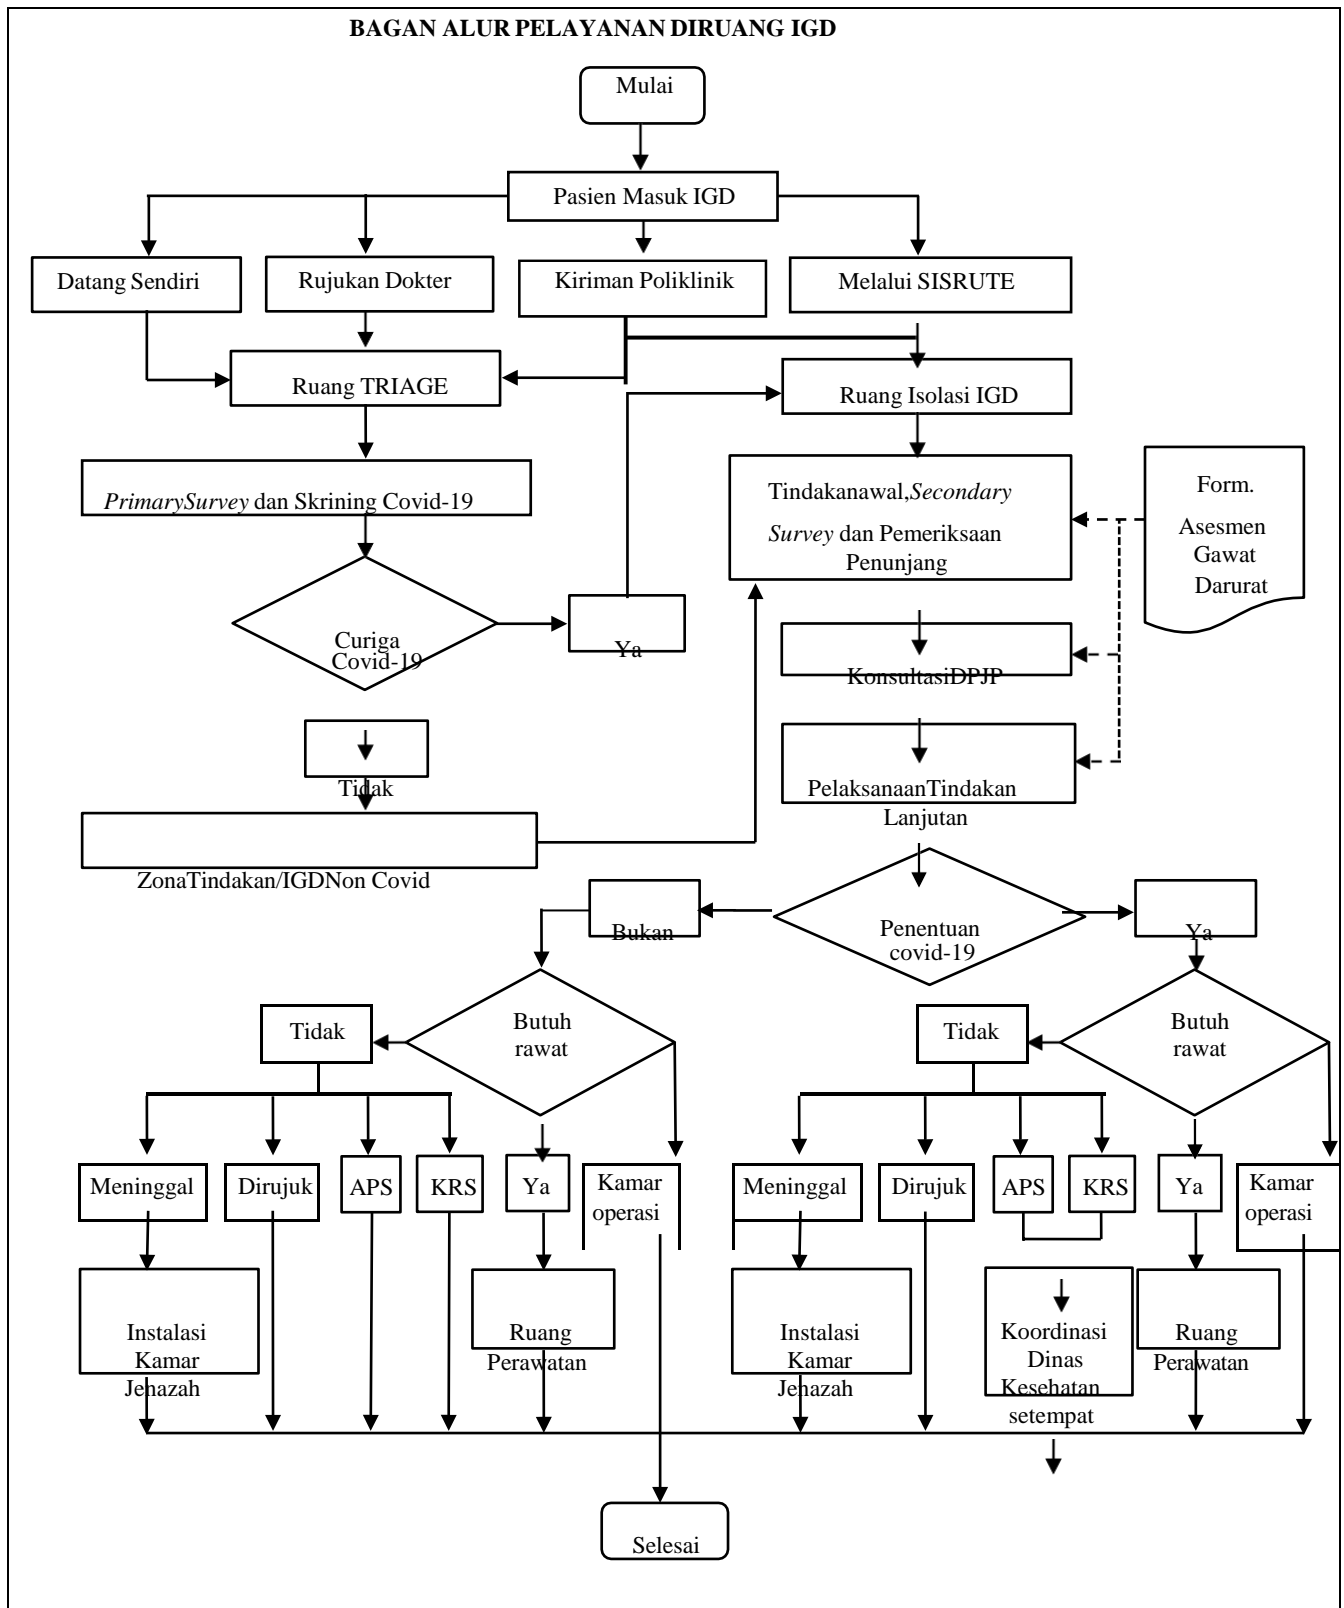 BAGAN ALUR PELAYANAN DIRUANG IGD
Mulai
Pasien Masuk IGD
Datang Sendiri
Rujukan Dokter
Kiriman Poliklinik
Melalui SISRUTE
Ruang TRIAGE
Ruang Isolasi IGD
PrimarySurvey dan Skrining Covid-19
Tindakanawal,Secondary
Survey dan Pemeriksaan
Penunjang
Form.
Asesmen
Gawat
Darurat
Curiga
Covid-19
Ya
KonsultasiDPJP
Tidak
PelaksanaanTindakan
Lanjutan
ZonaTindakan/IGDNon Covid
Bukan
Penentuan
covid-19
Ya
Tidak
Butuh
rawat
Tidak
Butuh
rawat
Meninggal
Dirujuk
APS
KRS
Ya
Kamar
operasi
Meninggal
Dirujuk
APS
KRS
Ya
Kamar
operasi
Instalasi
Kamar
Jenazah
Ruang
Perawatan
Instalasi
Kamar
Jenazah
Koordinasi
Dinas
Kesehatan
setempat
Ruang
Perawatan
Selesai